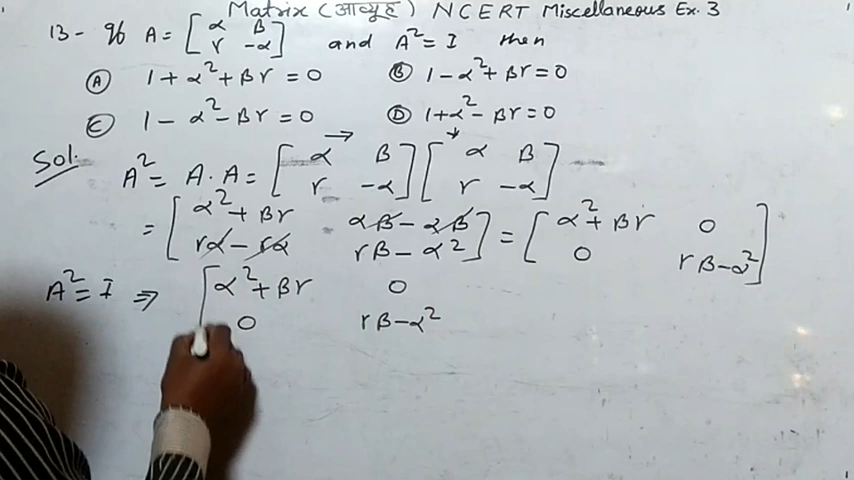 Matrix (आव्यूह) NCERT Miscellaneous Ex. 3
13- If A = [ α β ; γ -α ] and A² = I then
(A) 1 + α² + βγ = 0 (B) 1 - α² + βγ = 0
(C) 1 - α² - βγ = 0 (D) 1 + α² - βγ = 0
Sol. A² = A . A = [ α β ; γ -α ] [ α β ; γ -α ]
= [ α² + βγ αβ - αβ ; γα - γα γβ - α² ] = [ α² + βγ 0 ; 0 γβ - α² ]
A² = I ⇒ [ α² + βγ 0 ; 0 γβ - α²